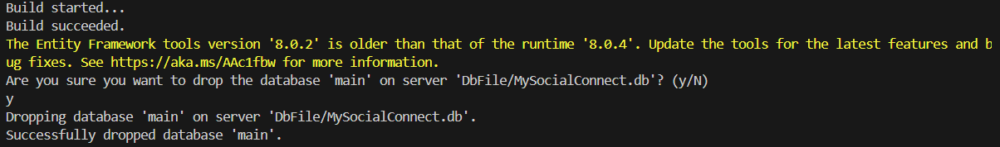 Build started...
Build succeeded.
The Entity Framework tools version '8.0.2' is older than that of the runtime '8.0.4'. Update the tools for the latest features and b
ug fixes. See https://aka.ms/AAc1fbw for more information.
Are you sure you want to drop the database 'main' on server 'DbFile/MySocialConnect.db'? (y/N)
y
Dropping database 'main' on server 'DbFile/MySocialConnect.db'.
Successfully dropped database 'main'.